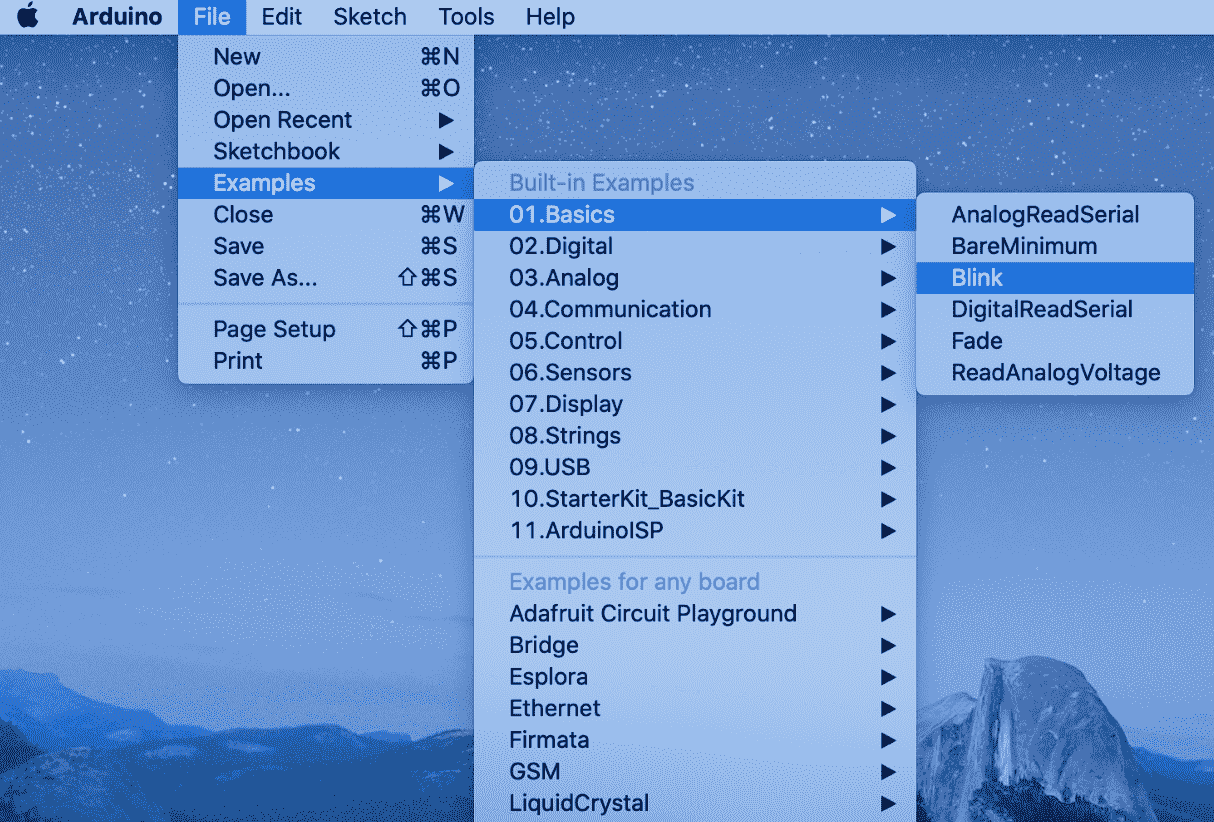 Arduino File Edit Sketch Tools Help
New ⌘N
Open... ⌘O
Open Recent ▶
Sketchbook ▶
Examples ▶
Close ⌘W
Save ⌘S
Save As... ⇧⌘S
Page Setup ⇧⌘P
Print ⌘P
Built-in Examples
01.Basics ▶
02.Digital ▶
03.Analog ▶
04.Communication ▶
05.Control ▶
06.Sensors ▶
07.Display ▶
08.Strings ▶
09.USB ▶
10.StarterKit_BasicKit ▶
11.ArduinoISP ▶
Examples for any board
Adafruit Circuit Playground ▶
Bridge ▶
Esplora ▶
Ethernet ▶
Firmata ▶
GSM ▶
LiquidCrystal ▶
AnalogReadSerial
BareMinimum
Blink
DigitalReadSerial
Fade
ReadAnalogVoltage